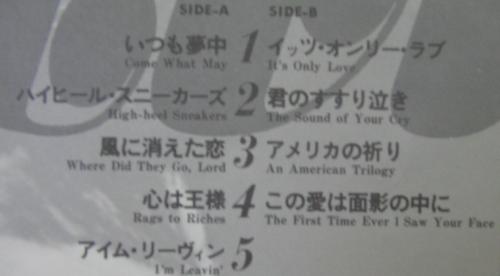 SIDE-A SIDE-B
いつも夢中 1 イッツ・オンリー・ラブ
Come What May It's Only Love
ハイヒール・スニーカーズ 2 君のすすり泣き
High-heel Sneakers The Sound of Your Cry
風に消えた恋 3 アメリカの祈り
Where Did They Go, Lord An American Trilogy
心は王様 4 この愛は面影の中に
Rags to Riches The First Time Ever I Saw Your Face
アイム・リーヴィン 5
I'm Leavin'